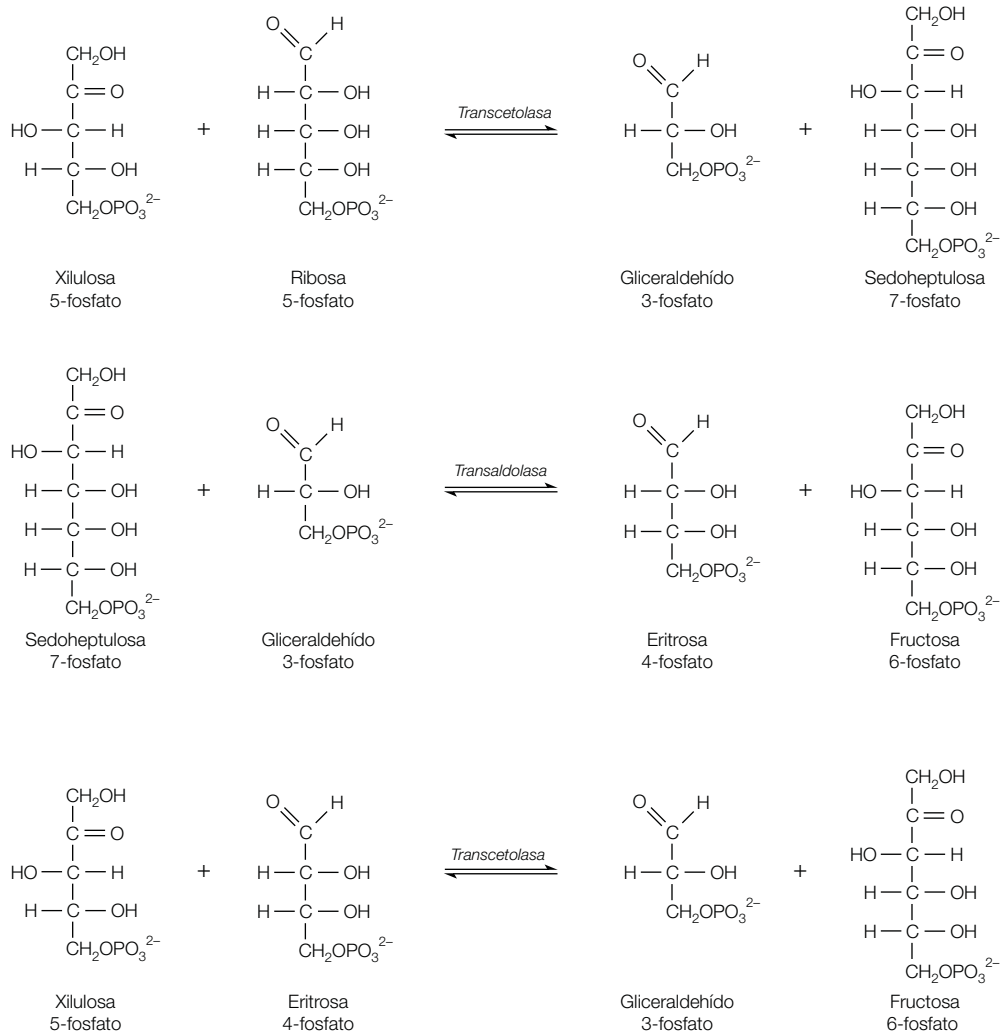 CH2OH
C=O
HO—C—H
H—C—OH
CH2OPO3 2–
Xilulosa
5-fosfato
+
O H
C
H—C—OH
H—C—OH
H—C—OH
CH2OPO3 2–
Ribosa
5-fosfato
Transcetolasa
O H
C
H—C—OH
CH2OPO3 2–
Gliceraldehído
3-fosfato
+
CH2OH
C=O
HO—C—H
H—C—OH
H—C—OH
H—C—OH
CH2OPO3 2–
Sedoheptulosa
7-fosfato
CH2OH
C=O
HO—C—H
H—C—OH
H—C—OH
H—C—OH
CH2OPO3 2–
Sedoheptulosa
7-fosfato
+
O H
C
H—C—OH
CH2OPO3 2–
Gliceraldehído
3-fosfato
Transaldolasa
O H
C
H—C—OH
H—C—OH
CH2OPO3 2–
Eritrosa
4-fosfato
+
CH2OH
C=O
HO—C—H
H—C—OH
H—C—OH
CH2OPO3 2–
Fructosa
6-fosfato
CH2OH
C=O
HO—C—H
H—C—OH
CH2OPO3 2–
Xilulosa
5-fosfato
+
O H
C
H—C—OH
H—C—OH
CH2OPO3 2–
Eritrosa
4-fosfato
Transcetolasa
O H
C
H—C—OH
CH2OPO3 2–
Gliceraldehído
3-fosfato
+
CH2OH
C=O
HO—C—H
H—C—OH
H—C—OH
CH2OPO3 2–
Fructosa
6-fosfato